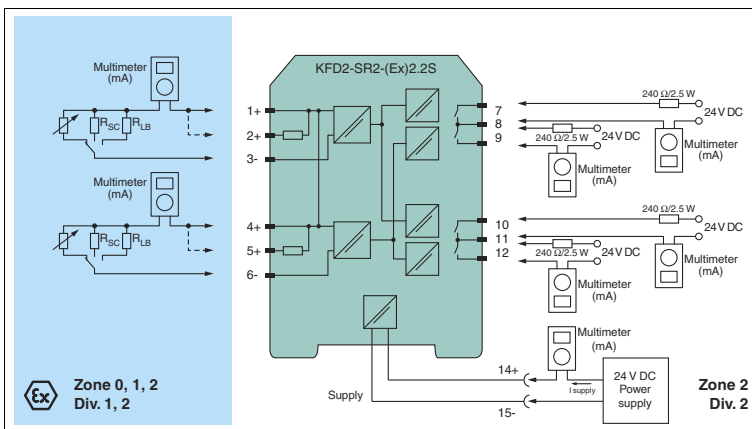 KFD2-SR2-(Ex)2.2S
Multimeter
(mA)
RSC
RLB
1+
2+
3-
Multimeter
(mA)
RSC
RLB
4+
5+
6-
7
8
9
240 Ω/2.5 W
24 V DC
240 Ω/2.5 W
24 V DC
Multimeter
(mA)
Multimeter
(mA)
10
11
12
240 Ω/2.5 W
24 V DC
240 Ω/2.5 W
24 V DC
Multimeter
(mA)
Multimeter
(mA)
Multimeter
(mA)
14+
I supply
15-
Supply
24 V DC
Power
supply
Ex
Zone 0, 1, 2
Div. 1, 2
Zone 2
Div. 2